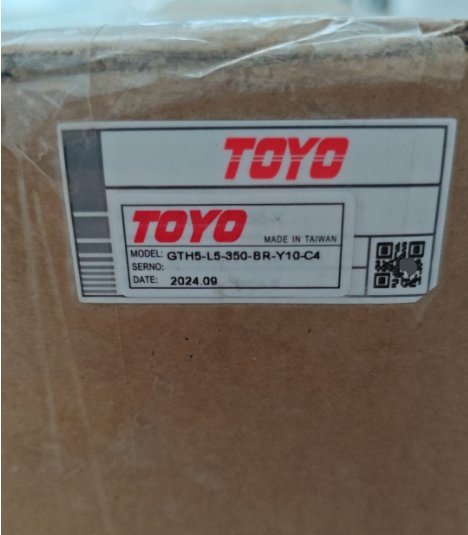 TOYO
TOYO
MADE IN TAIWAN
MODEL: GTH5-L5-350-BR-Y10-C4
SERNO:
DATE: 2024.09